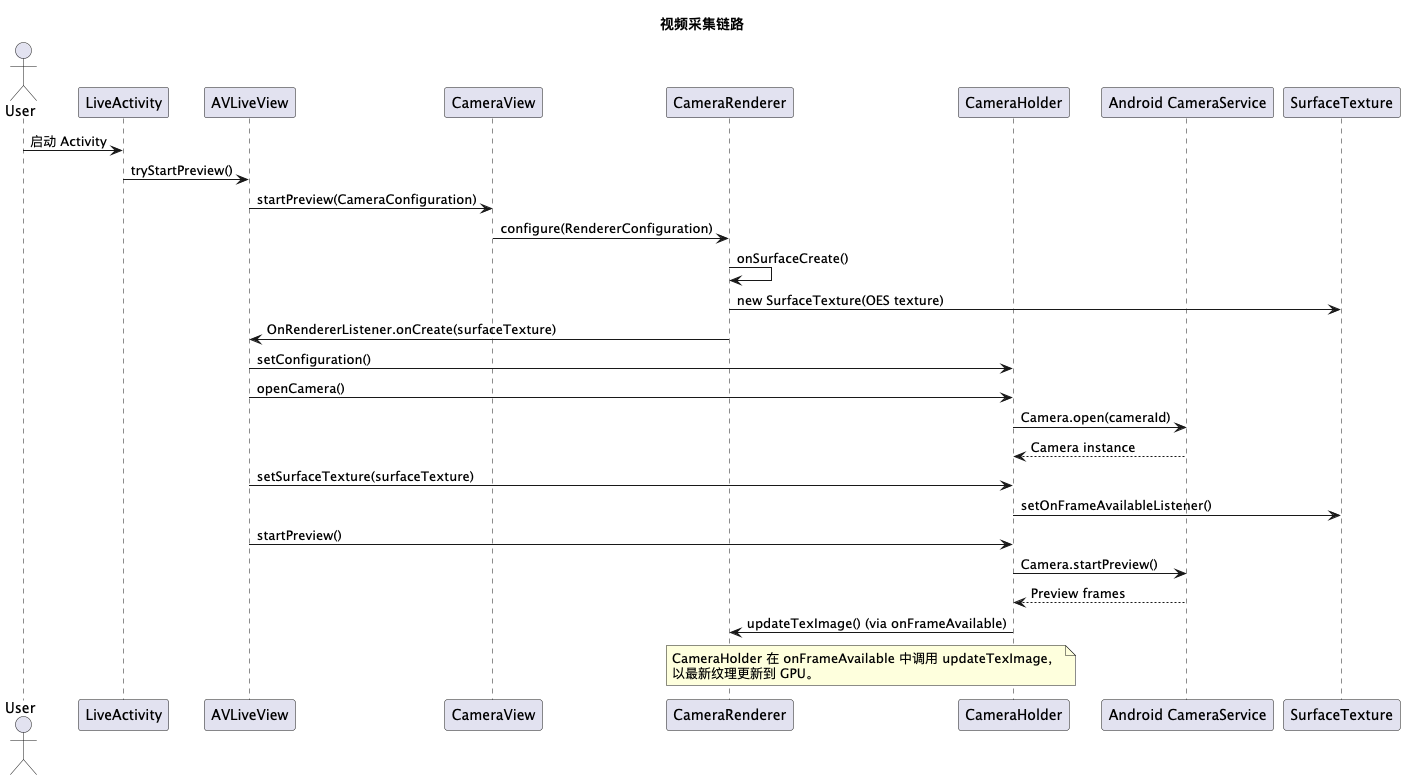 视频采集链路
User
LiveActivity
AVLiveView
CameraView
CameraRenderer
CameraHolder
Android CameraService
SurfaceTexture
启动 Activity
tryStartPreview()
startPreview(CameraConfiguration)
configure(RendererConfiguration)
onSurfaceCreate()
new SurfaceTexture(OES texture)
OnRendererListener.onCreate(surfaceTexture)
setConfiguration()
openCamera()
Camera.open(cameraId)
Camera instance
setSurfaceTexture(surfaceTexture)
setOnFrameAvailableListener()
startPreview()
Camera.startPreview()
Preview frames
updateTexImage() (via onFrameAvailable)
CameraHolder 在 onFrameAvailable 中调用 updateTexImage,
以最新纹理更新到 GPU。
User
LiveActivity
AVLiveView
CameraView
CameraRenderer
CameraHolder
Android CameraService
SurfaceTexture